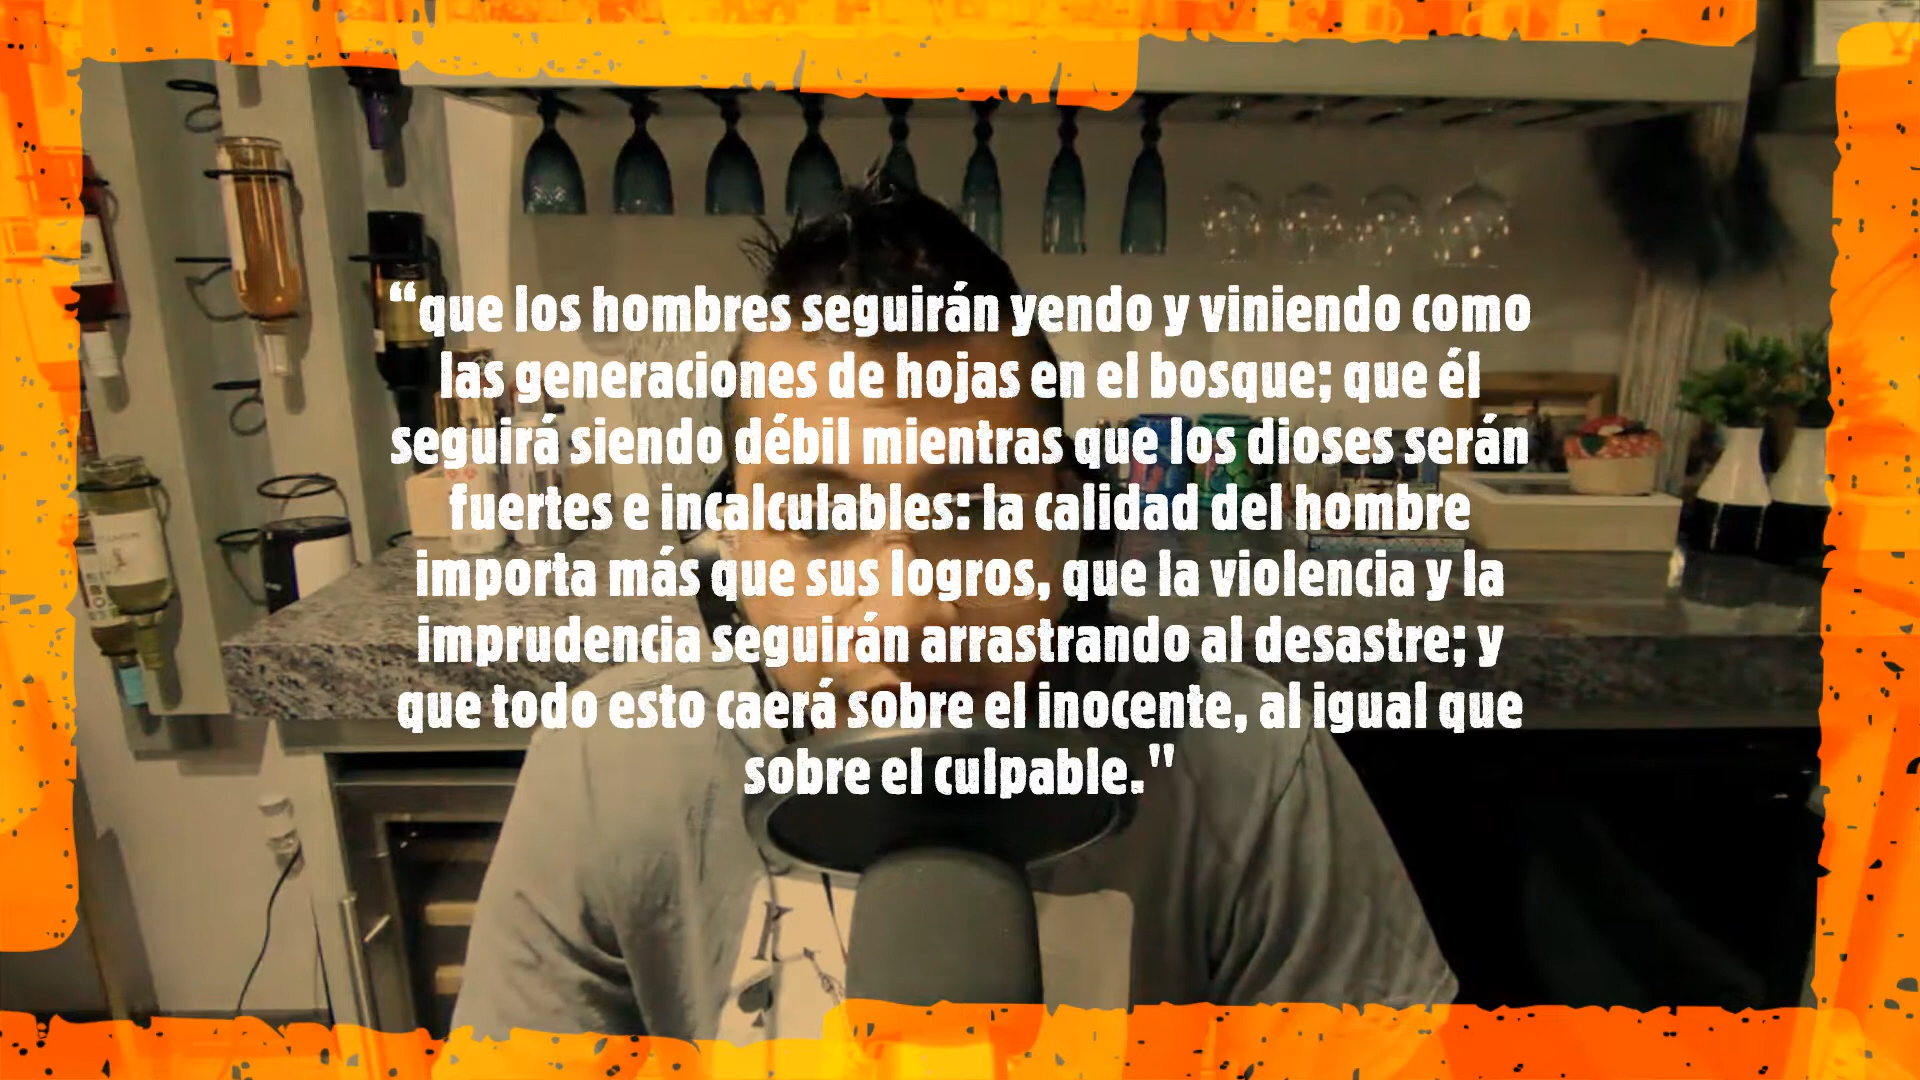 “que los hombres seguirán yendo y viniendo como
las generaciones de hojas en el bosque; que él
seguirá siendo débil mientras que los dioses serán
fuertes e incalculables: la calidad del hombre
importa más que sus logros, que la violencia y la
imprudencia seguirán arrastrando al desastre; y
que todo esto caerá sobre el inocente, al igual que
sobre el culpable."
K